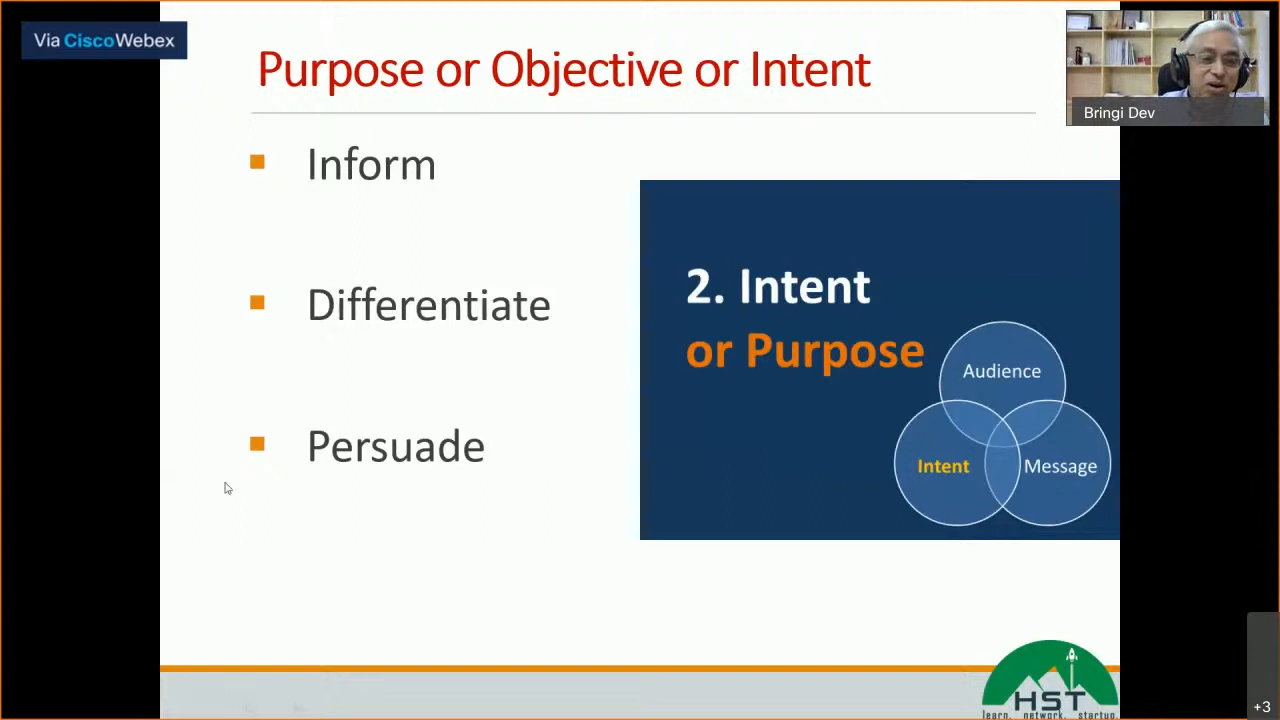 Via CiscoWebex
Purpose or Objective or Intent
Bringi Dev
Inform
Differentiate
Persuade
2. Intent
or Purpose
Audience
Intent
Message
HST
learn. network. startup.
+3